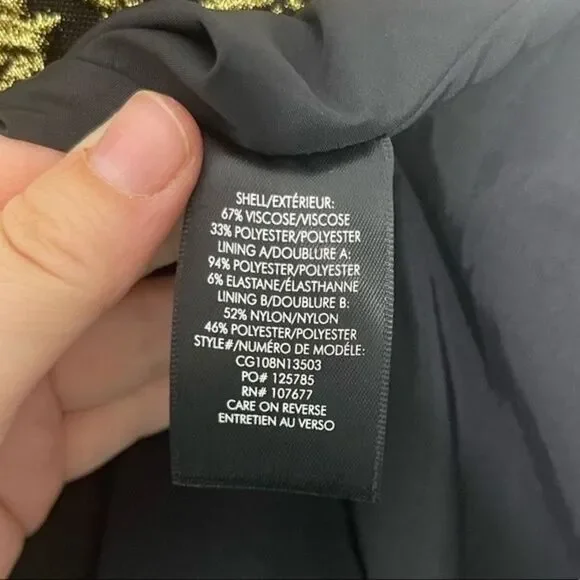 SHELL/EXTÉRIEUR:
67% VISCOSE/VISCOSE
33% POLYESTER/POLYESTER
LINING A/DOUBLURE A:
94% POLYESTER/POLYESTER
6% ELASTANE/ÉLASTHANNE
LINING B/DOUBLURE B:
52% NYLON/NYLON
46% POLYESTER/POLYESTER
STYLE#/NUMÉRO DE MODÉLE:
CG108N13503
PO# 125785
RN# 107677
CARE ON REVERSE
ENTRETIEN AU VERSO